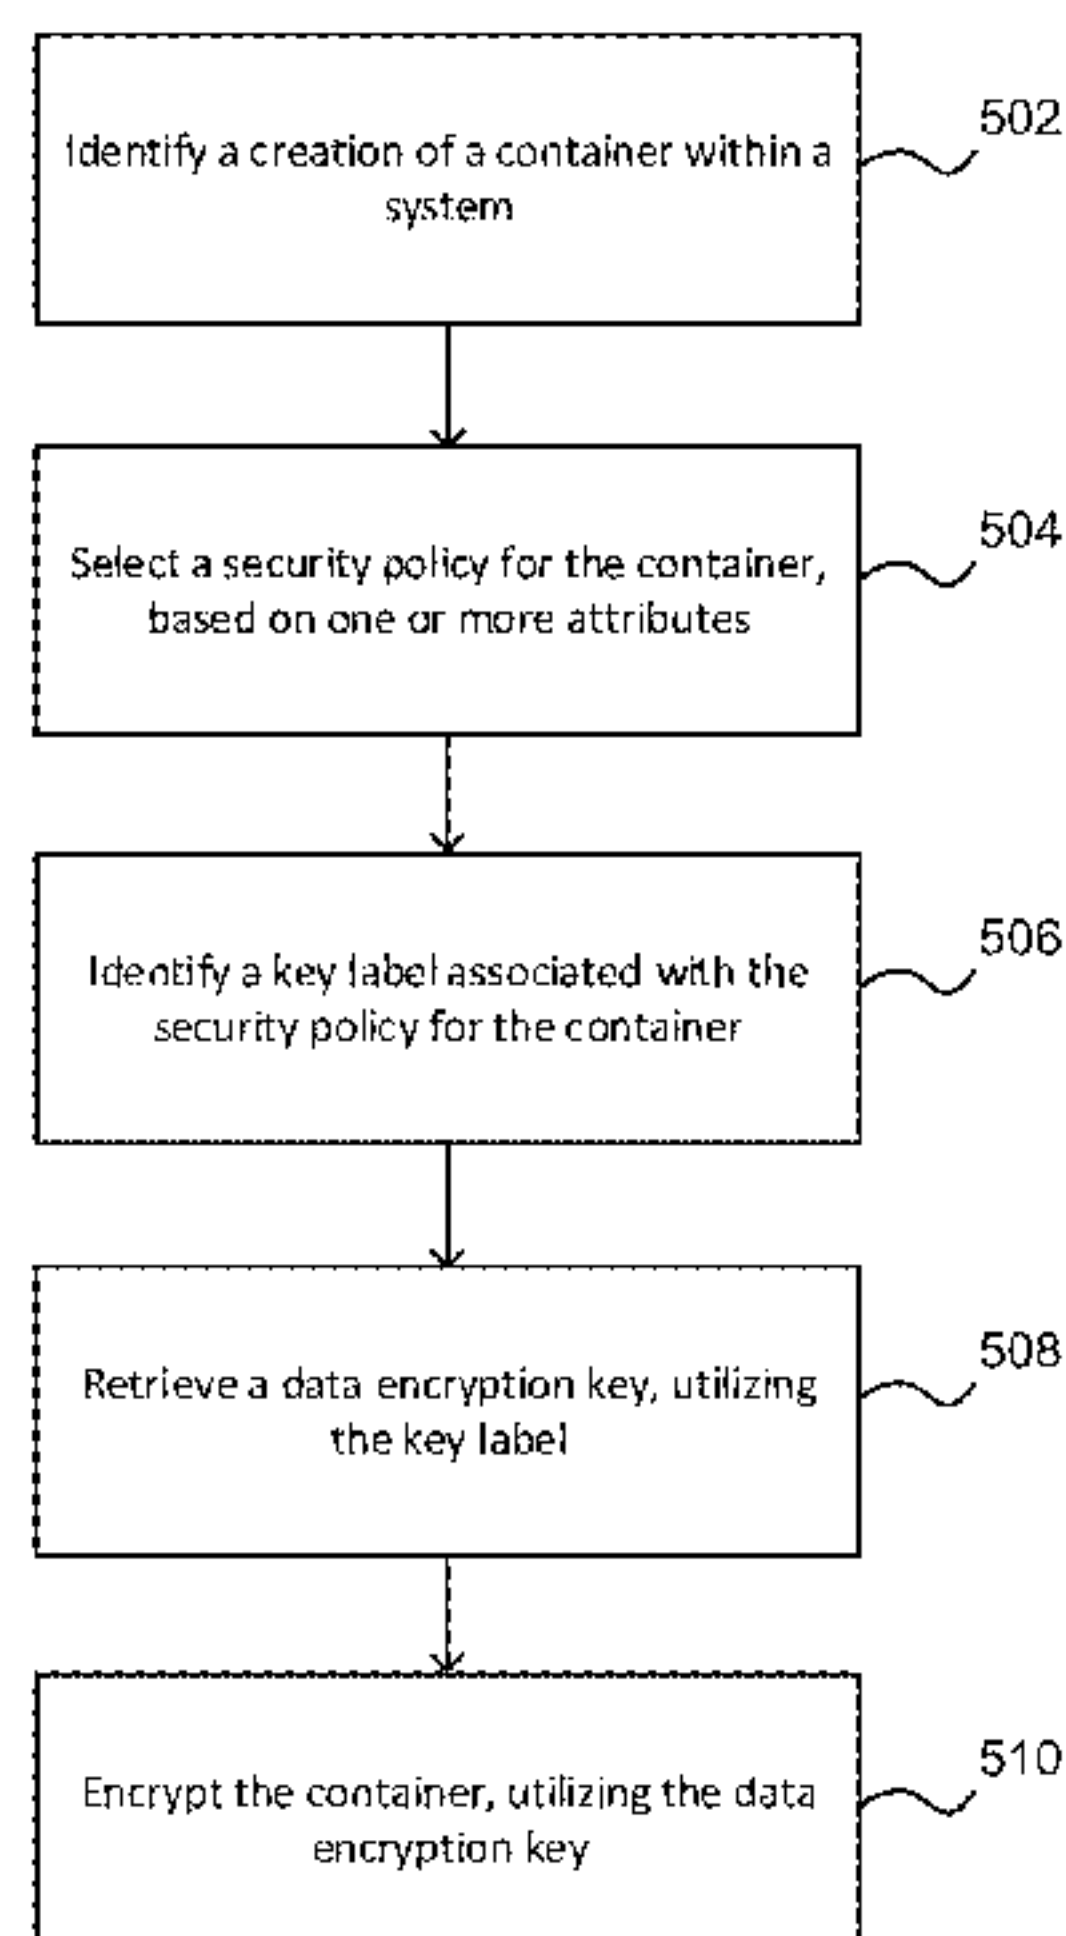 Identify a creation of a container within a
system
502
Select a security policy for the container,
based on one or more attributes
504
Identify a key label associated with the
security policy for the container
506
Retrieve a data encryption key, utilizing
the key label
508
Encrypt the container, utilizing the data
encryption key
510